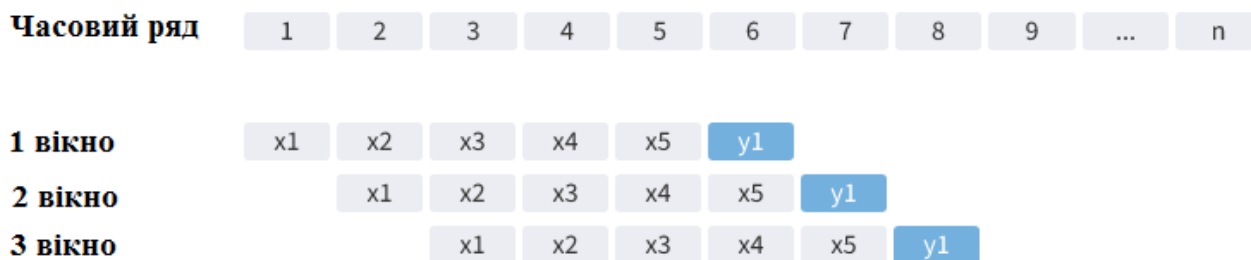 Часовий ряд 1 2 3 4 5 6 7 8 9 ... n
1 вікно x1 x2 x3 x4 x5 y1
2 вікно x1 x2 x3 x4 x5 y1
3 вікно x1 x2 x3 x4 x5 y1